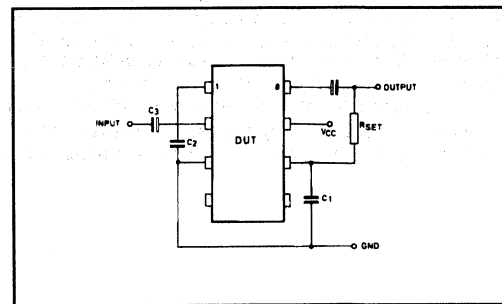 1
8
OUTPUT
C3
INPUT
VCC
RSET
C2
DUT
C1
GND